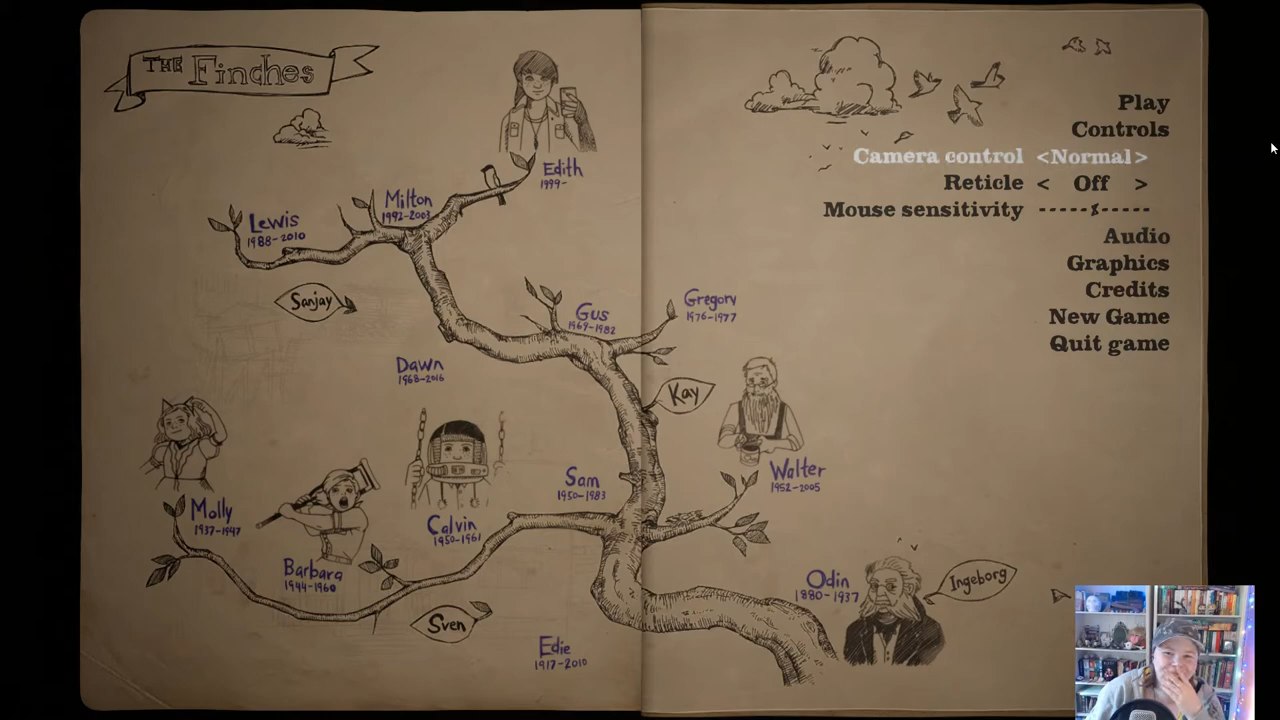 THE Finches
Edith
1999-
Milton
1992-2003
Lewis
1988-2010
Sanjay
Gus
1969-1982
Gregory
1976-1977
Dawn
1968-2016
Kay
Walter
1952-2005
Sam
1950-1983
Calvin
1950-1961
Molly
1937-1947
Barbara
1944-1960
Sven
Edie
1917-2010
Odin
1880-1937
Ingeborg
Play
Controls
Camera control <Normal>
Reticle < Off >
Mouse sensitivity
Audio
Graphics
Credits
New Game
Quit game